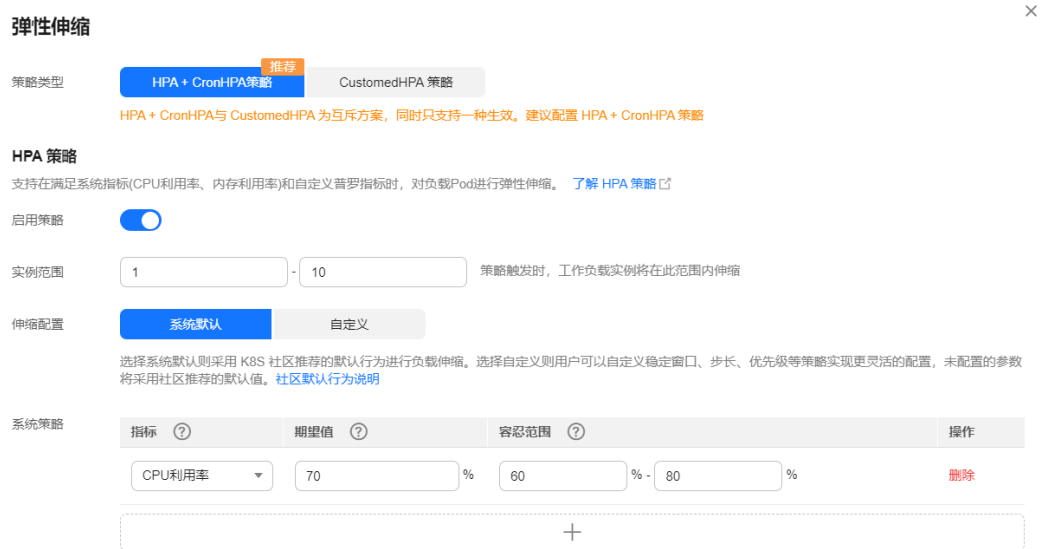 弹性伸缩
策略类型
推荐
HPA + CronHPA策略
CustomedHPA 策略
HPA + CronHPA与 CustomedHPA 为互斥方案，同时只支持一种生效。建议配置 HPA + CronHPA 策略
HPA 策略
支持在满足系统指标(CPU利用率、内存利用率)和自定义普罗指标时，对负载Pod进行弹性伸缩。 了解 HPA 策略
启用策略
实例范围 1 - 10 策略触发时，工作负载实例将在此范围内伸缩
伸缩配置 系统默认 自定义
选择系统默认则采用 K8S 社区推荐的默认行为进行负载伸缩。选择自定义则用户可以自定义稳定窗口、步长、优先级等策略实现更灵活的配置，未配置的参数
将采用社区推荐的默认值。社区默认行为说明
系统策略 指标 ? 期望值 ? 容忍范围 ? 操作
CPU利用率 70 % 60 % - 80 % 删除